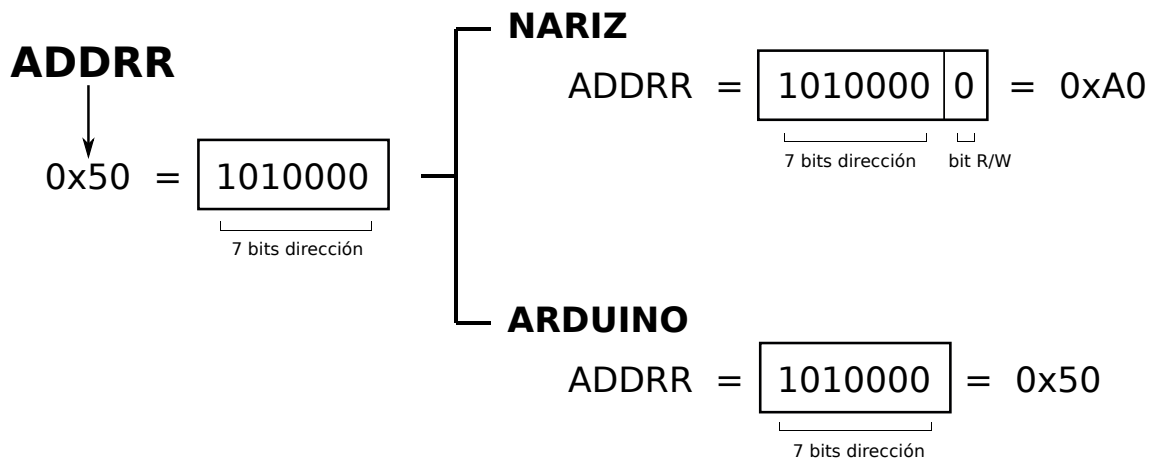 ADDRR
0x50 = 1010000
7 bits dirección
NARIZ
ADDRR = 1010000 0 = 0xA0
7 bits dirección bit R/W
ARDUINO
ADDRR = 1010000 = 0x50
7 bits dirección